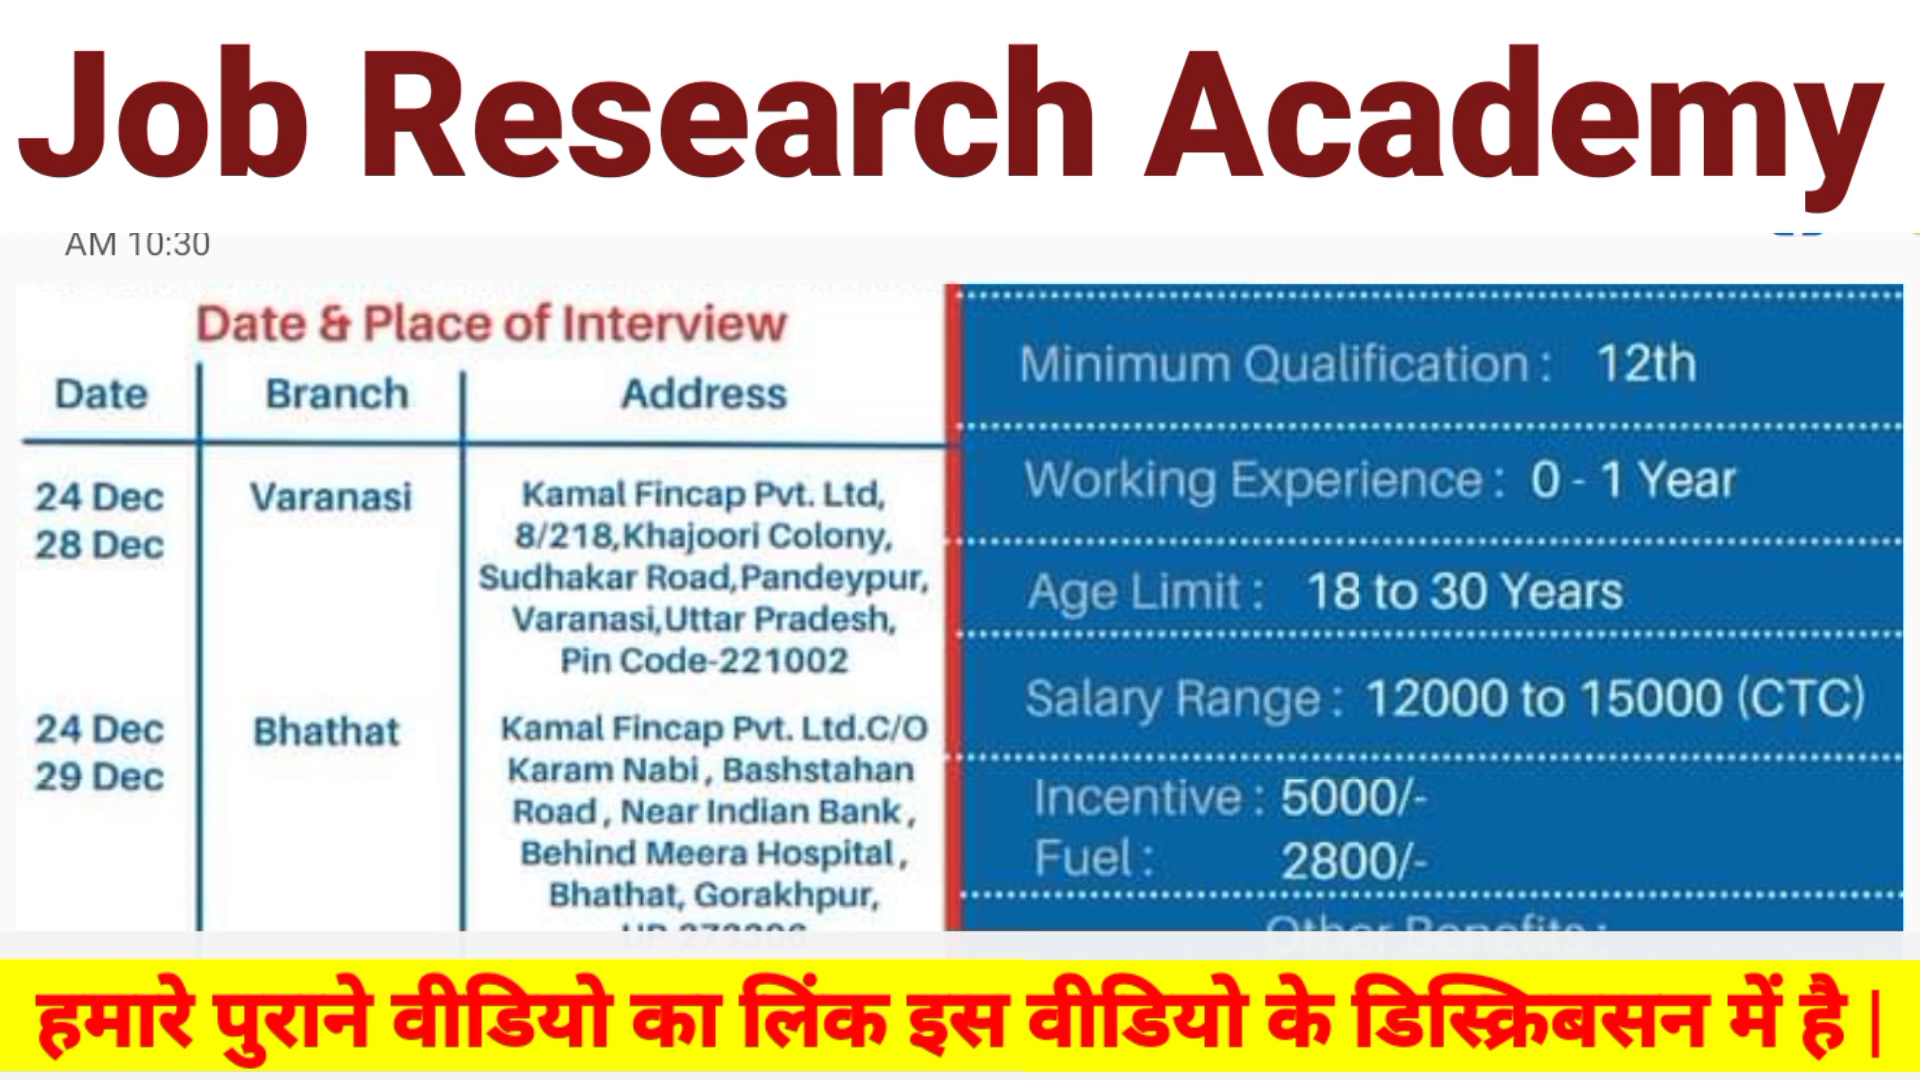 Job Research Academy
AM 10:30
Date & Place of Interview
Date Branch Address
24 Dec
28 Dec
Varanasi
Kamal Fincap Pvt. Ltd,
8/218,Khajoori Colony,
Sudhakar Road,Pandeypur,
Varanasi,Uttar Pradesh,
Pin Code-221002
24 Dec
29 Dec
Bhathat
Kamal Fincap Pvt. Ltd.C/O
Karam Nabi , Bashstahan
Road , Near Indian Bank ,
Behind Meera Hospital ,
Bhathat, Gorakhpur,
Minimum Qualification : 12th
Working Experience : 0 - 1 Year
Age Limit : 18 to 30 Years
Salary Range : 12000 to 15000 (CTC)
Incentive : 5000/-
Fuel : 2800/-
Other Benefits :
हमारे पुराने वीडियो का लिंक इस वीडियो के डिस्क्रिबसन में है |